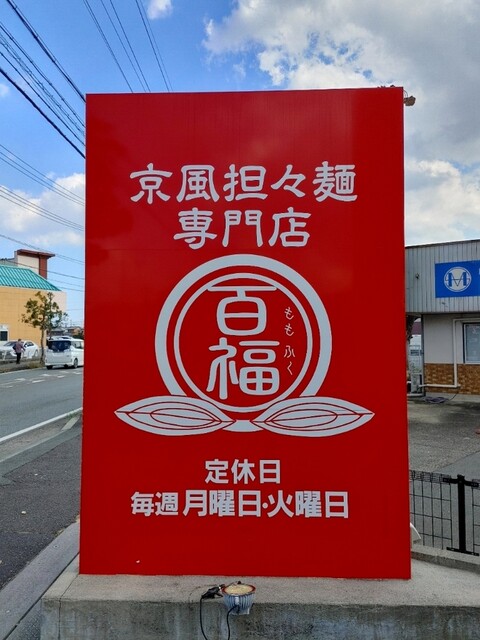 京風担々麺
専門店
百福
ももふく
定休日
毎週月曜日・火曜日